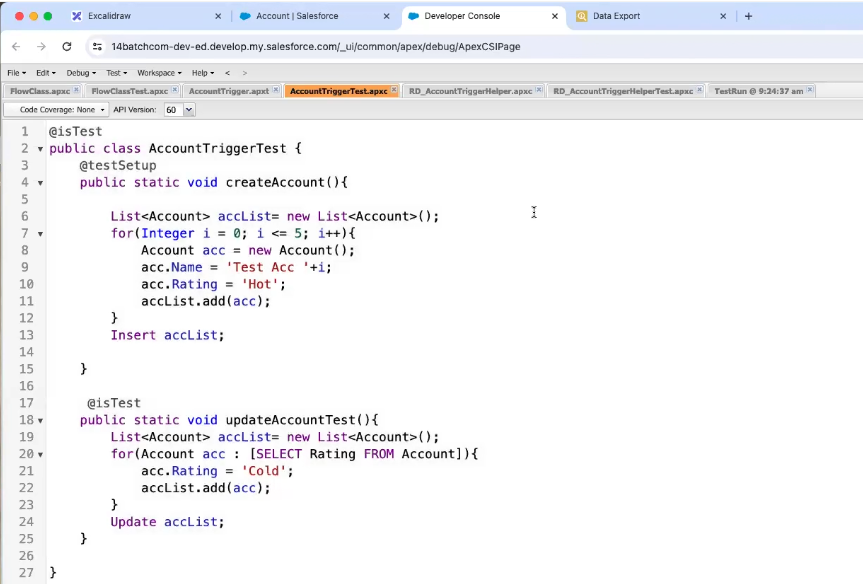 Excalidraw
Account | Salesforce
Developer Console
Data Export
14batchcom-dev-ed.develop.my.salesforce.com/_ui/common/apex/debug/ApexCSIPage
File Edit Debug Test Workspace Help < >
FlowClass.apxc FlowClassTest.apxc AccountTrigger.apxt AccountTriggerTest.apxc RD_AccountTriggerHelper.apxc RD_AccountTriggerHelperTest.apxc TestRun @ 9:24:37 am
Code Coverage: None API Version: 60
1 @isTest
2 public class AccountTriggerTest {
3 @testSetup
4 public static void createAccount(){
5
6 List<Account> accList= new List<Account>();
7 for(Integer i = 0; i <= 5; i++){
8 Account acc = new Account();
9 acc.Name = 'Test Acc '+i;
10 acc.Rating = 'Hot';
11 accList.add(acc);
12 }
13 Insert accList;
14
15 }
16
17 @isTest
18 public static void updateAccountTest(){
19 List<Account> accList= new List<Account>();
20 for(Account acc : [SELECT Rating FROM Account]){
21 acc.Rating = 'Cold';
22 accList.add(acc);
23 }
24 Update accList;
25 }
26
27 }